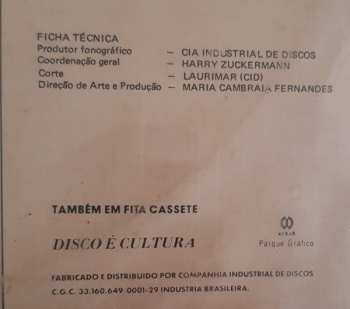 FICHA TÉCNICA
Produtor fonográfico – CIA INDUSTRIAL DE DISCOS
Coordenação geral – HARRY ZUCKERMANN
Corte – LAURIMAR (CID)
Direção de Arte e Produção – MARIA CAMBRAIA FERNANDES
TAMBÉM EM FITA CASSETE
DISCO É CULTURA
Parque Gráfico
FABRICADO E DISTRIBUIDO POR COMPANHIA INDUSTRIAL DE DISCOS
C.G.C. 33.160.649-0001-29 INDUSTRIA BRASILEIRA.